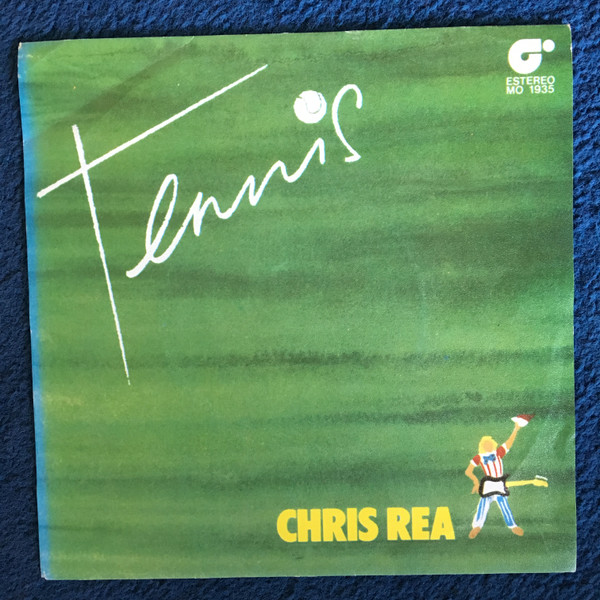 ESTEREO
MO 1935
Tennis
CHRIS REA